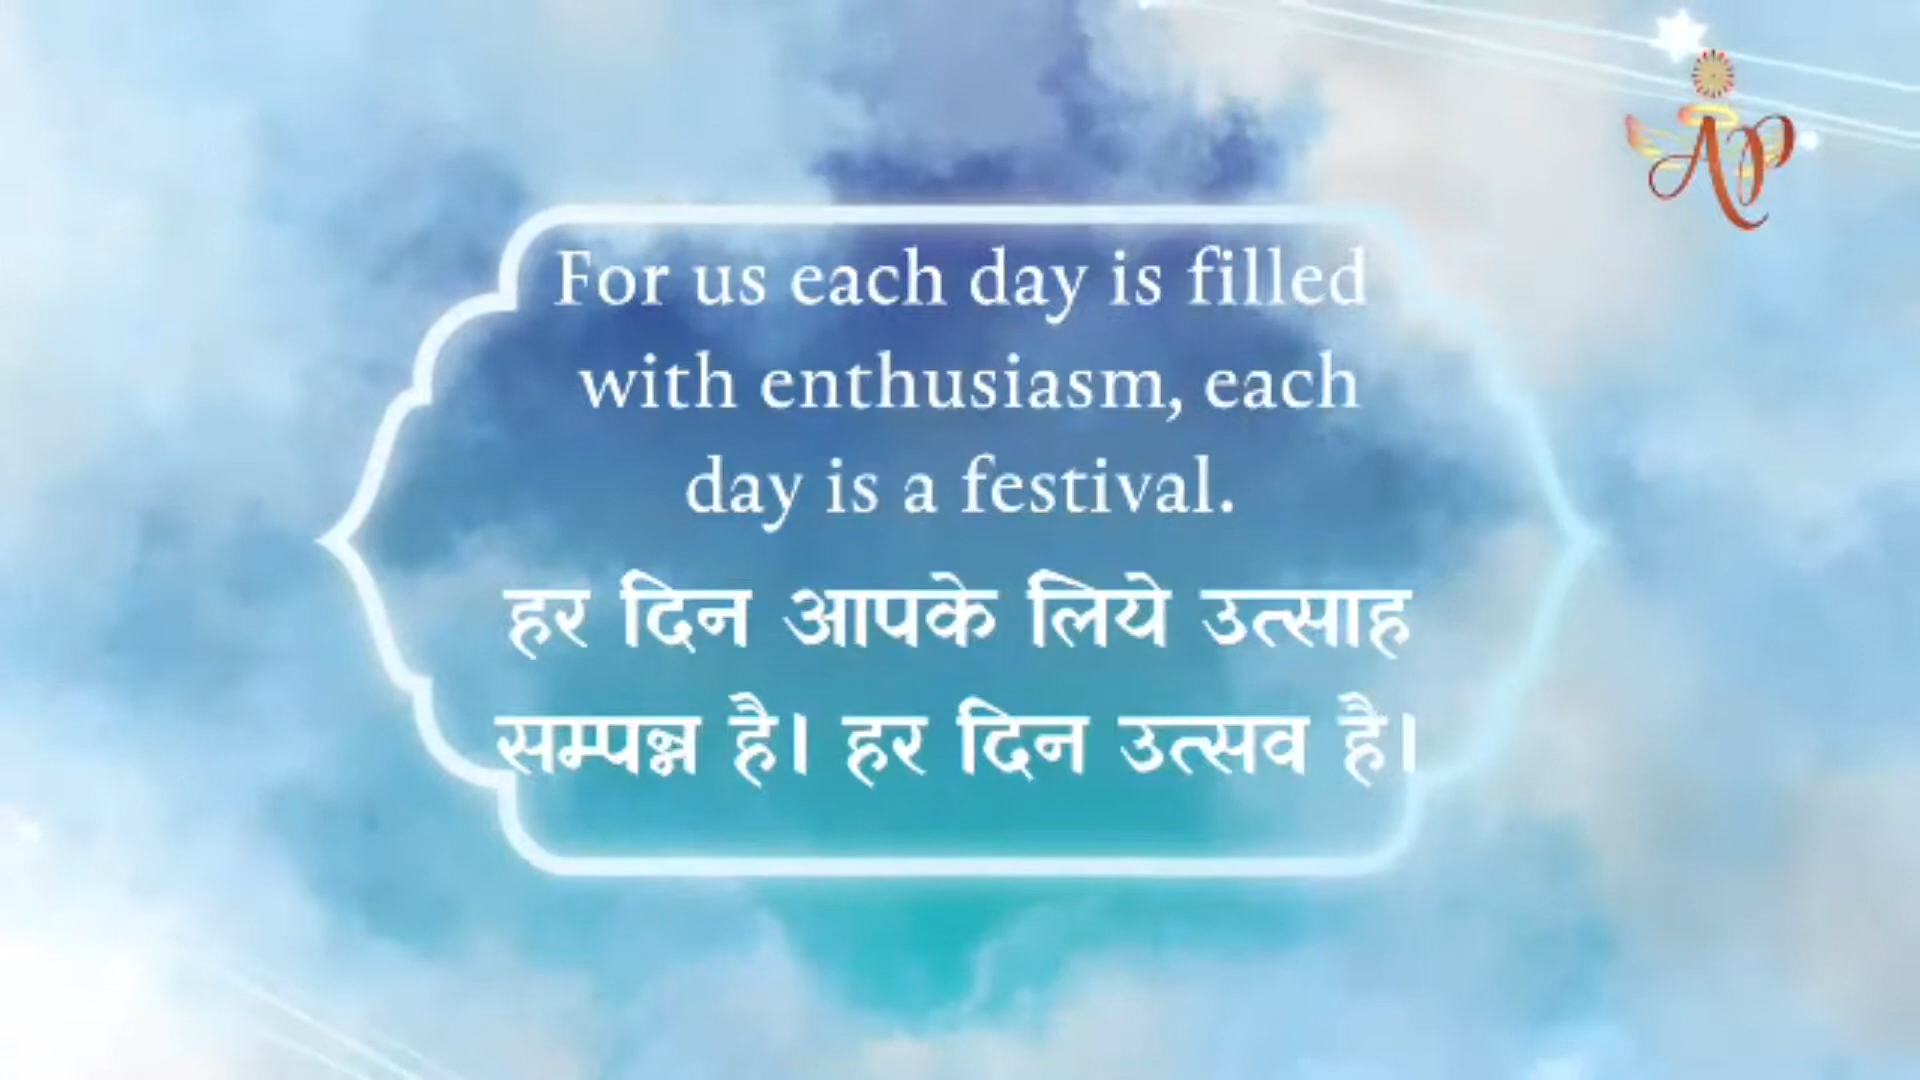 AP
For us each day is filled
with enthusiasm, each
day is a festival.
हर दिन आपके लिये उत्साह
सम्पन्न है। हर दिन उत्सव है।